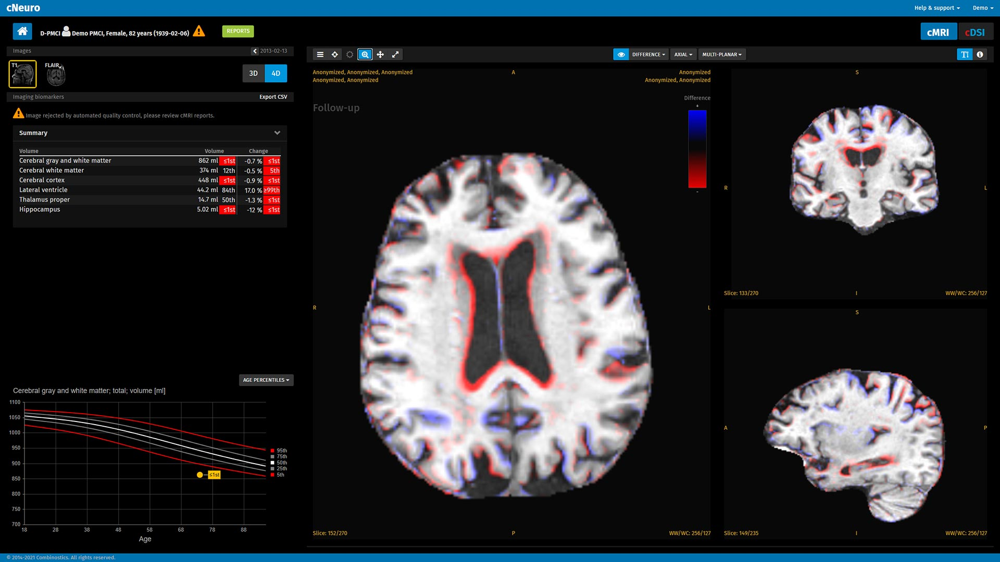 cNeuro
Help & support
Demo
D-PMCI Demo PMCI, Female, 82 years (1939-02-06)
REPORTS
cMRI
cDSI
Images
2013-02-13
T1
FLAIR
3D
4D
Imaging biomarkers
Export CSV
Image rejected by automated quality control, please review cMRI reports.
Summary
Volume Volume Change
Cerebral gray and white matter 862 ml ≤1st -0.7 % ≤1st
Cerebral white matter 374 ml 12th -0.5 % 5th
Cerebral cortex 448 ml ≤1st -0.9 % ≤1st
Lateral ventricle 44.2 ml 84th 17.0 % ≥99th
Thalamus proper 14.7 ml 50th -1.3 % ≤1st
Hippocampus 5.02 ml ≤1st -12 % ≤1st
AGE PERCENTILES
Cerebral gray and white matter; total; volume [ml]
1100
1050
1000
950
900
850
800
750
700
18 28 38 48 58 68 78 88
Age
≤1st
95th
75th
50th
25th
5th
DIFFERENCE
AXIAL
MULTI-PLANAR
TI
Anonymized, Anonymized, Anonymized
Anonymized, Anonymized
A
Anonymized
Anonymized, Anonymized
Follow-up
Difference
+
-
R
L
Slice: 152/270
P
WW/WC: 256/127
S
R
L
Slice: 133/270
I
WW/WC: 256/127
S
A
P
Slice: 149/235
I
WW/WC: 256/127
© 2014-2021 Combinostics. All rights reserved.